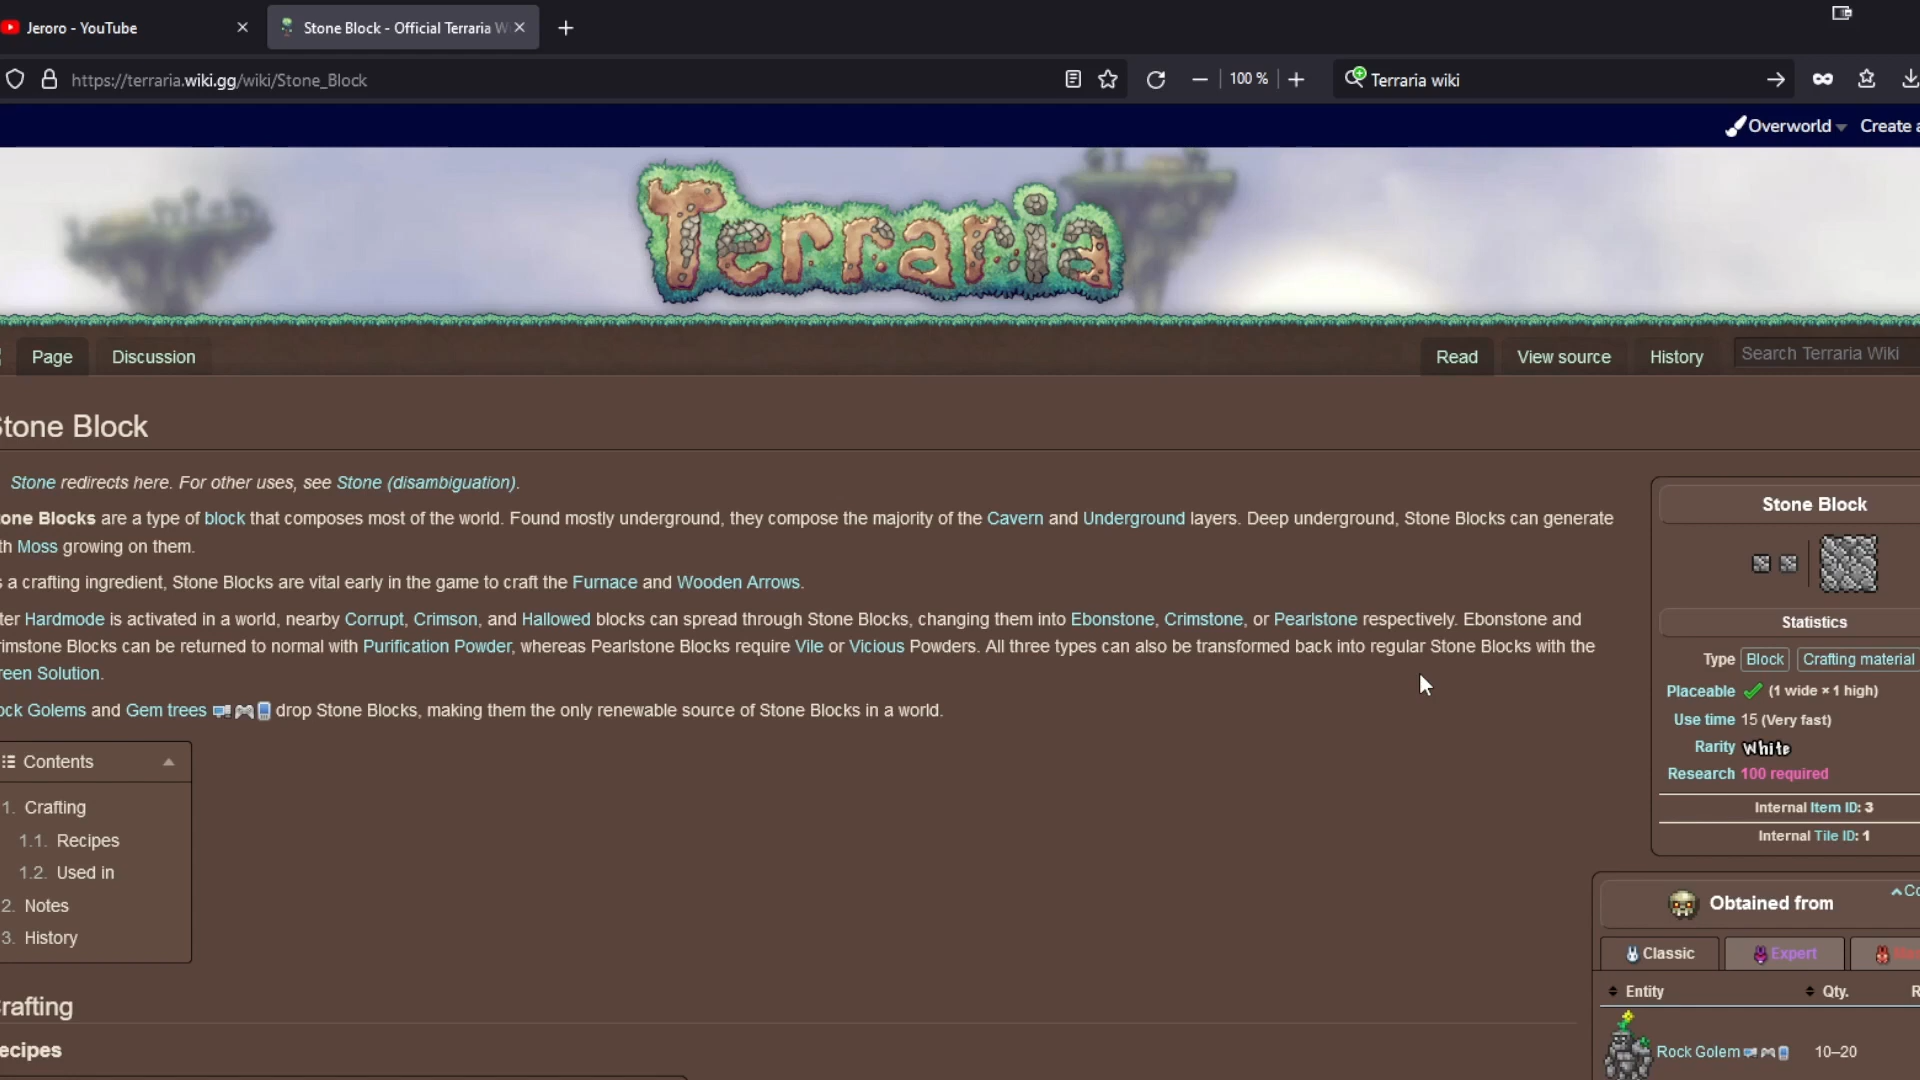 Jeroro - YouTube
Stone Block - Official Terraria W
https://terraria.wiki.gg/wiki/Stone_Block
100 %
Terraria wiki
Overworld
Create a
Terraria
Page
Discussion
Read
View source
History
Search Terraria Wiki
tone Block
Stone redirects here. For other uses, see Stone (disambiguation).
one Blocks are a type of block that composes most of the world. Found mostly underground, they compose the majority of the Cavern and Underground layers. Deep underground, Stone Blocks can generate
th Moss growing on them.
s a crafting ingredient, Stone Blocks are vital early in the game to craft the Furnace and Wooden Arrows.
ter Hardmode is activated in a world, nearby Corrupt, Crimson, and Hallowed blocks can spread through Stone Blocks, changing them into Ebonstone, Crimstone, or Pearlstone respectively. Ebonstone and
rimstone Blocks can be returned to normal with Purification Powder, whereas Pearlstone Blocks require Vile or Vicious Powders. All three types can also be transformed back into regular Stone Blocks with the
reen Solution.
ock Golems and Gem trees drop Stone Blocks, making them the only renewable source of Stone Blocks in a world.
Contents
1. Crafting
1.1. Recipes
1.2. Used in
2. Notes
3. History
rafting
ecipes
Stone Block
Statistics
Type Block Crafting material
Placeable (1 wide × 1 high)
Use time 15 (Very fast)
Rarity White
Research 100 required
Internal Item ID: 3
Internal Tile ID: 1
Obtained from
Co
Classic
Expert
Entity
Qty.
R
Rock Golem
10–20